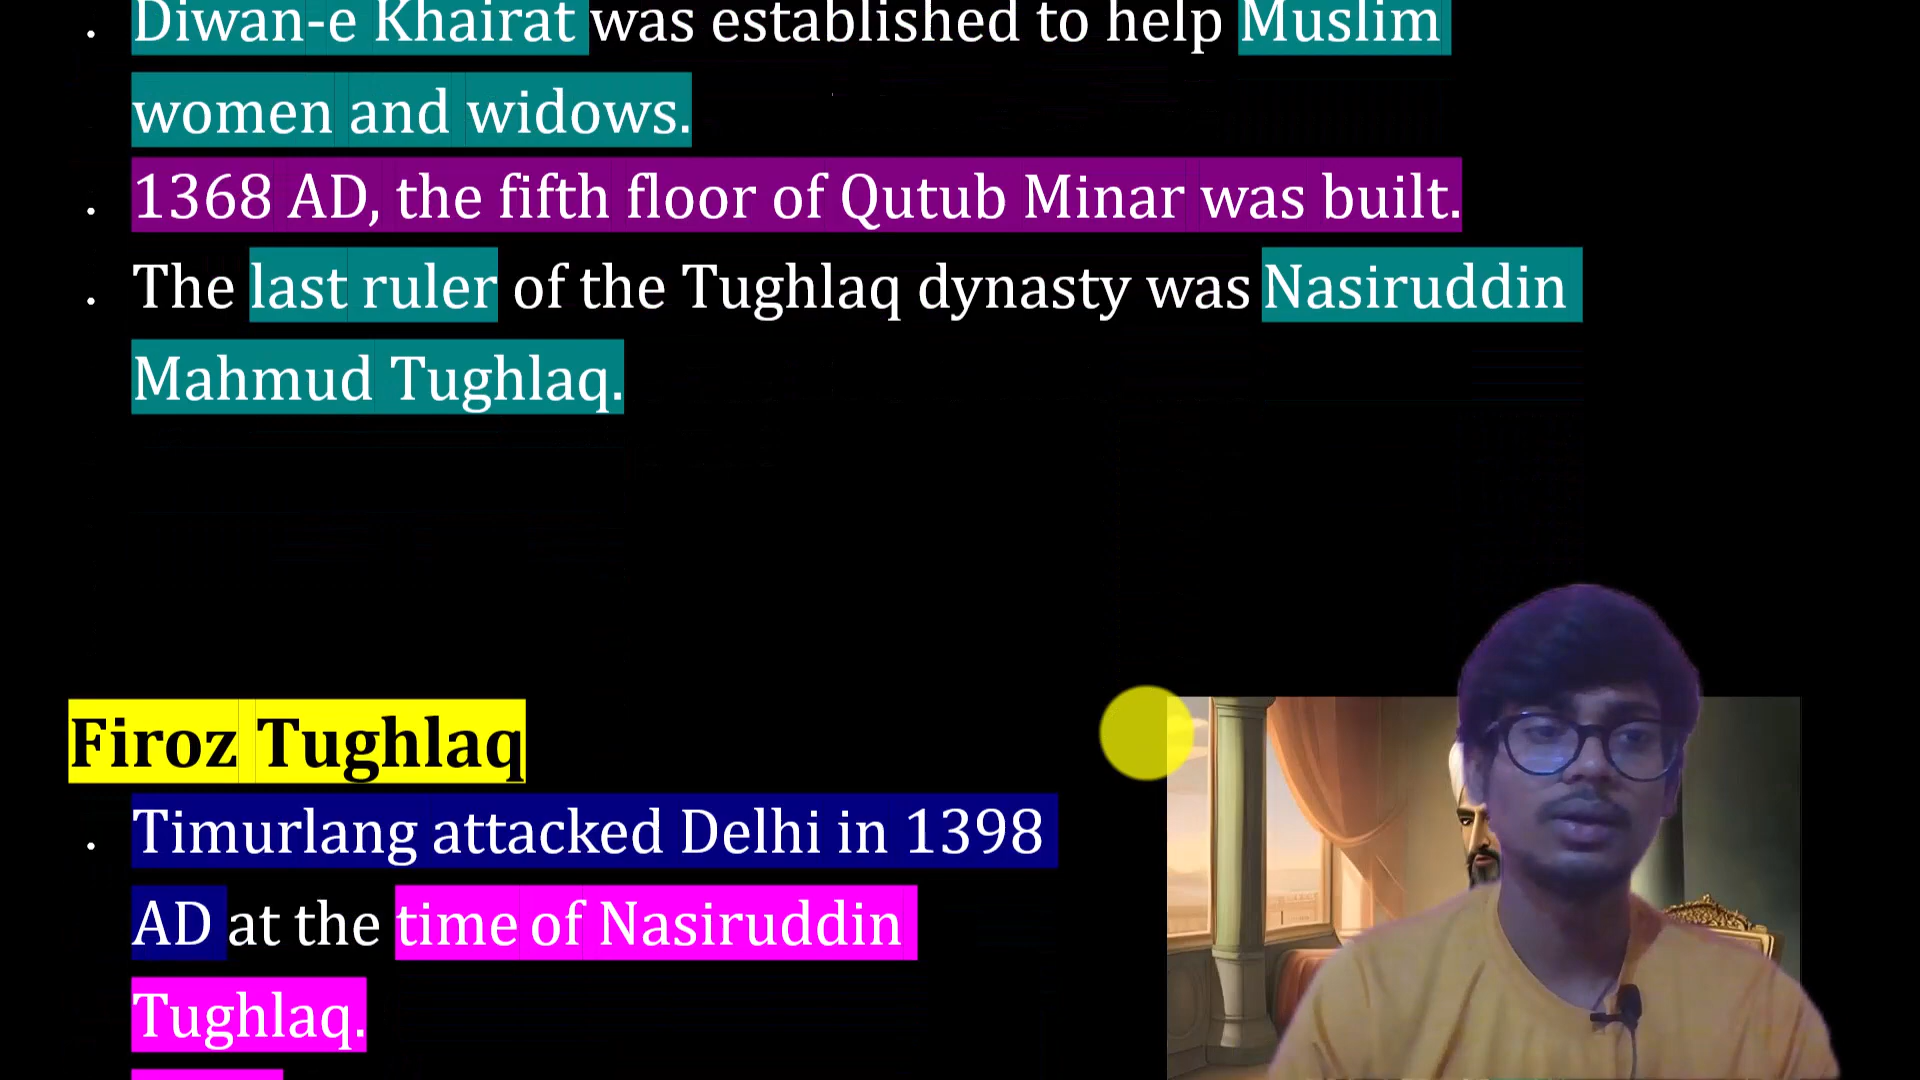 . Diwan-e Khairat was established to help Muslim
women and widows.
. 1368 AD, the fifth floor of Qutub Minar was built.
. The last ruler of the Tughlaq dynasty was Nasiruddin
Mahmud Tughlaq.
Firoz Tughlaq
. Timurlang attacked Delhi in 1398
AD at the time of Nasiruddin
Tughlaq.